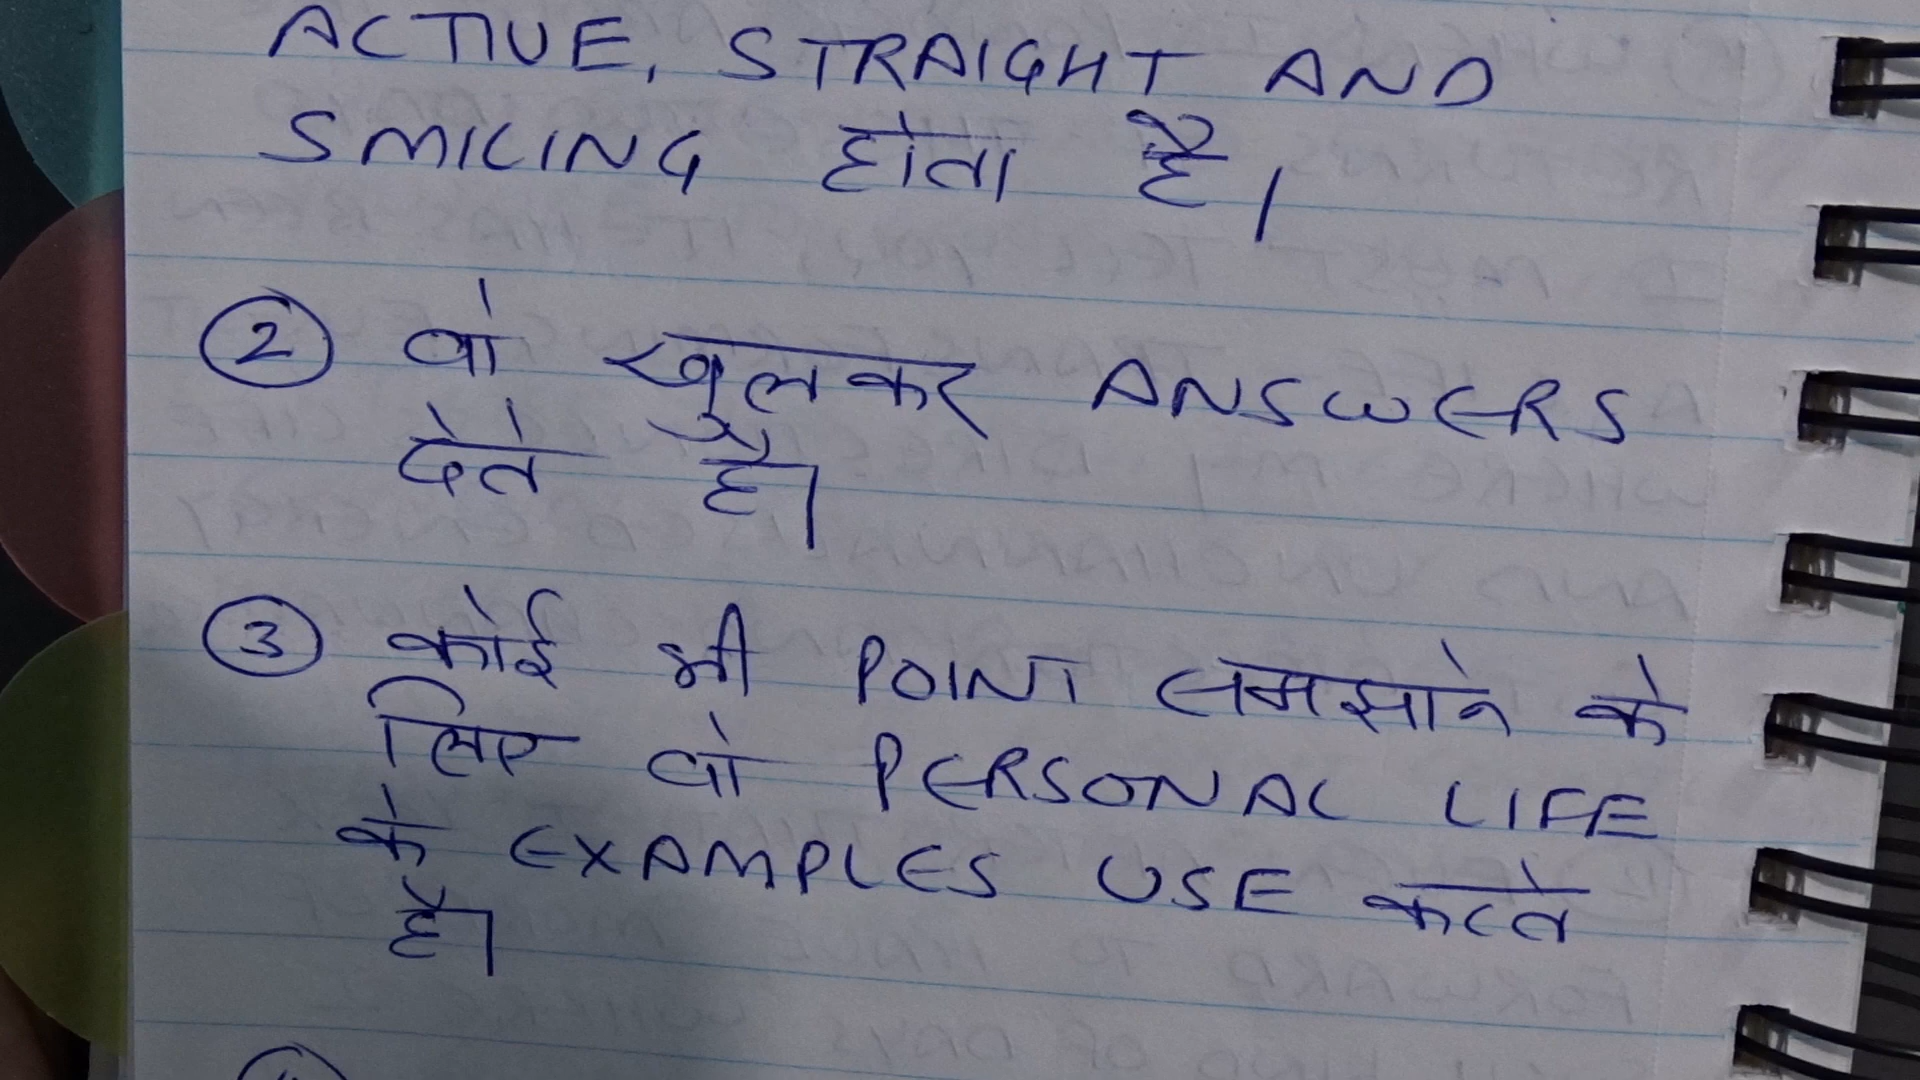 ACTIVE, STRAIGHT AND
SMILING होता है।
② वो खुलकर ANSWERS
देते है।
③ कोई भी POINT समझाने के
लिए वो PERSONAL LIFE
के EXAMPLES USE करते
है।